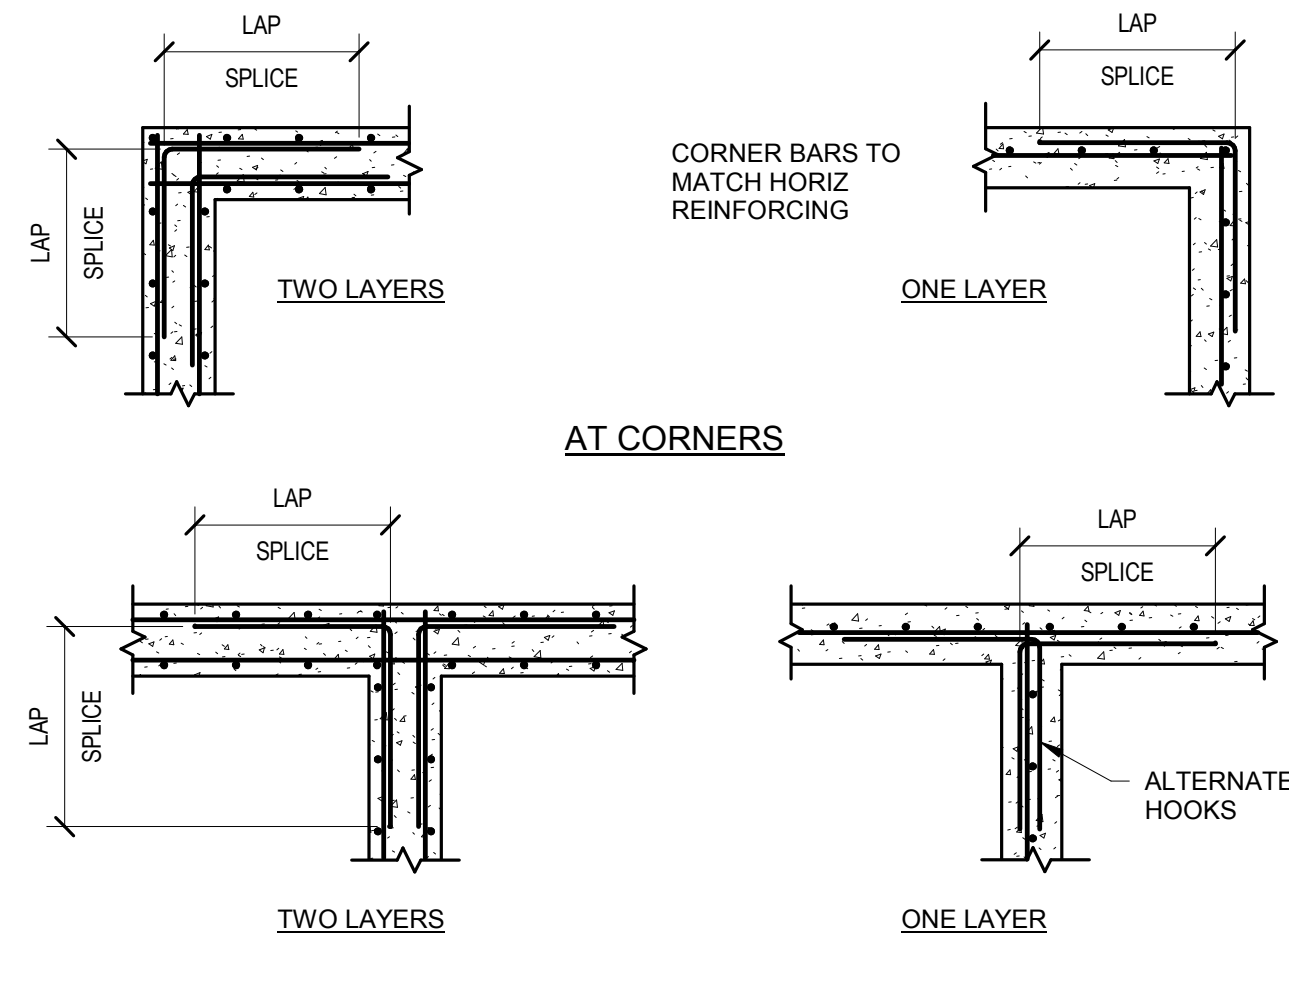 LAP
SPLICE
LAP
SPLICE
TWO LAYERS
CORNER BARS TO
MATCH HORIZ
REINFORCING
LAP
SPLICE
ONE LAYER
AT CORNERS
LAP
SPLICE
LAP
SPLICE
TWO LAYERS
LAP
SPLICE
ALTERNATE
HOOKS
ONE LAYER